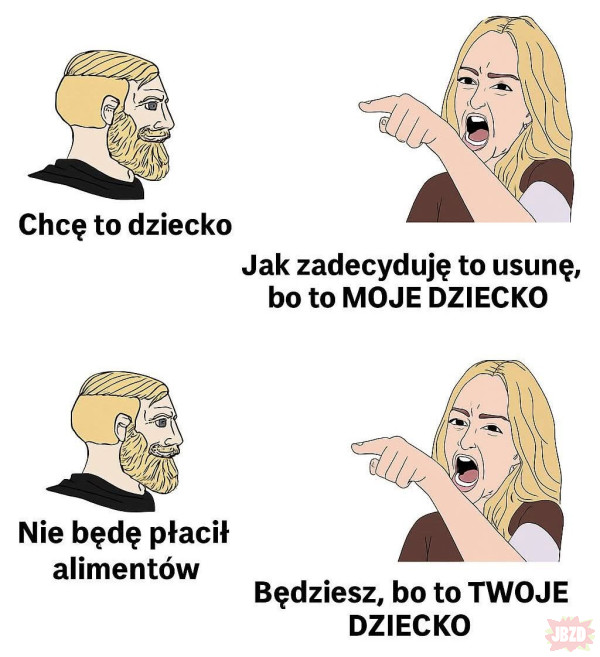 Chcę to dziecko
Jak zadecyduję to usunę,
bo to MOJE DZIECKO
Nie będę płacił
alimentów
Będziesz, bo to TWOJE
DZIECKO
JBZD